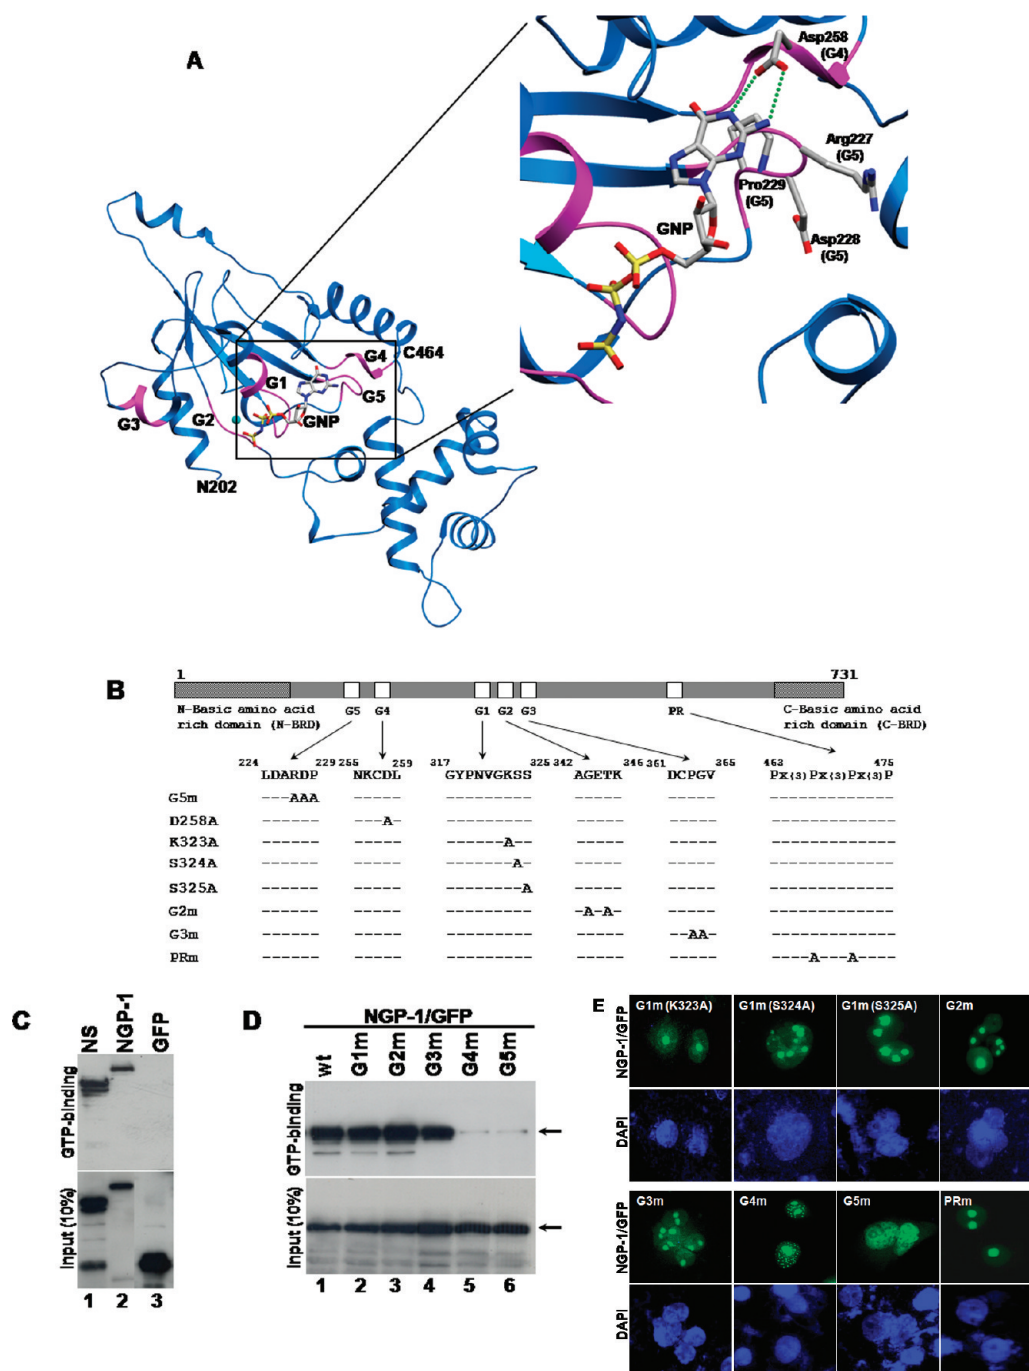 A
G1
G4
C464
G5
G3
G2
GNP
N202
Asp258
(G4)
Arg227
(G5)
Pro229
(G5)
GNP
Asp228
(G5)
B
1 731
N-Basic amino acid
rich domain (N-BRD)
G5 G4 G1 G2 G3 PR
C-Basic amino acid
rich domain (C-BRD)
224 229 255 259 317 325 342 346 361 365 463 475
LDARDP NKCDL GYPNVGKSS AGETK DCPGV Px(3)Px(3)Px(3)P
G5m ---AAA ----- --------- ----- ----- -------------
D258A ------ ---A- --------- ----- ----- -------------
K323A ------ ----- ------A-- ----- ----- -------------
S324A ------ ----- -------A- ----- ----- -------------
S325A ------ ----- --------A ----- ----- -------------
G2m ------ ----- --------- -A-A- ----- -------------
G3m ------ ----- --------- ----- --AA- -------------
PRm ------ ----- --------- ----- ----- ----A---A----
C
NS NGP-1 GFP
GTP-binding
Input (10%)
1 2 3
D
NGP-1/GFP
wt G1m G2m G3m G4m G5m
GTP-binding
Input (10%)
1 2 3 4 5 6
E
G1m (K323A) G1m (S324A) G1m (S325A) G2m
NGP-1/GFP
DAPI
G3m G4m G5m PRm
NGP-1/GFP
DAPI